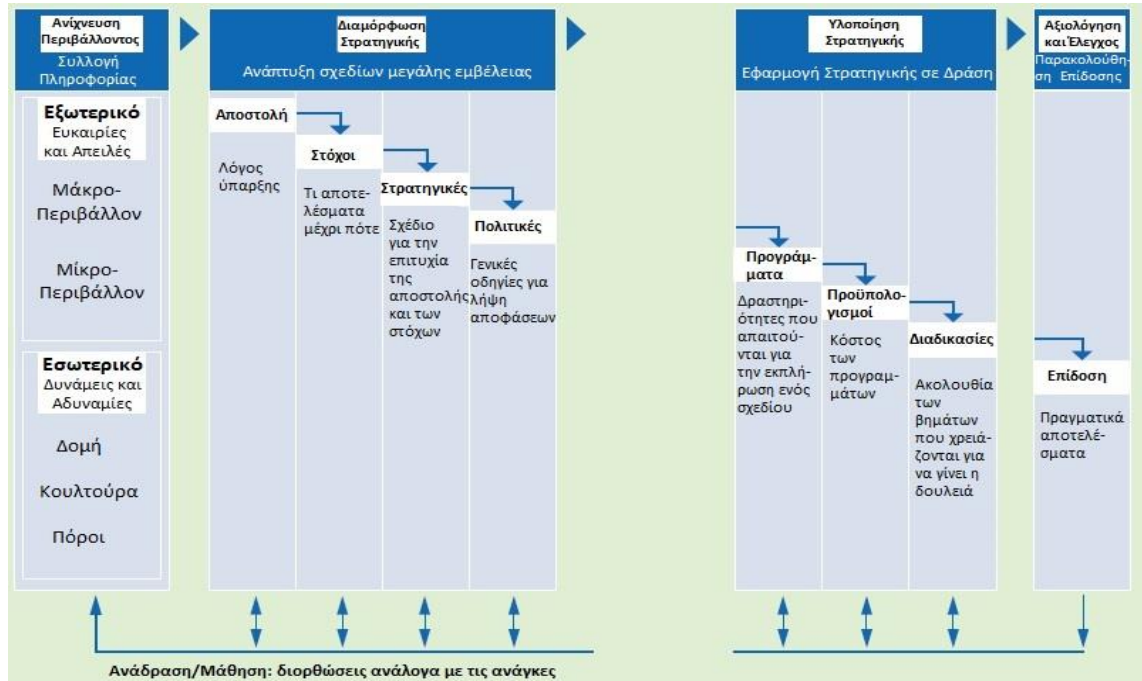 Ανίχνευση
Περιβάλλοντος
Συλλογή
Πληροφορίας
Εξωτερικό
Ευκαιρίες
και Απειλές
Μάκρο-
Περιβάλλον
Μίκρο-
Περιβάλλον
Εσωτερικό
Δυνάμεις και
Αδυναμίες
Δομή
Κουλτούρα
Πόροι
Διαμόρφωση
Στρατηγικής
Ανάπτυξη σχεδίων μεγάλης εμβέλειας
Αποστολή
Λόγος
ύπαρξης
Στόχοι
Τι αποτε-
λέσματα
μέχρι πότε
Στρατηγικές
Σχέδιο
για την
επιτυχία
της
αποστολής
και των
στόχων
Πολιτικές
Γενικές
οδηγίες για
λήψη
αποφάσεων
Υλοποίηση
Στρατηγικής
Εφαρμογή Στρατηγικής σε Δράση
Προγράμ-
ματα
Δραστηρι-
ότητες που
απαιτού-
νται για
την εκπλή-
ρωση ενός
σχεδίου
Προϋπολο-
γισμοί
Κόστος
των
προγραμ-
μάτων
Διαδικασίες
Ακολουθία
των
βημάτων
που χρειά-
ζονται για
να γίνει η
δουλειά
Αξιολόγηση
και Έλεγχος
Παρακολούθη-
ση Επίδοσης
Επίδοση
Πραγματικά
αποτελέ-
σματα
Ανάδραση/Μάθηση: διορθώσεις ανάλογα με τις ανάγκες